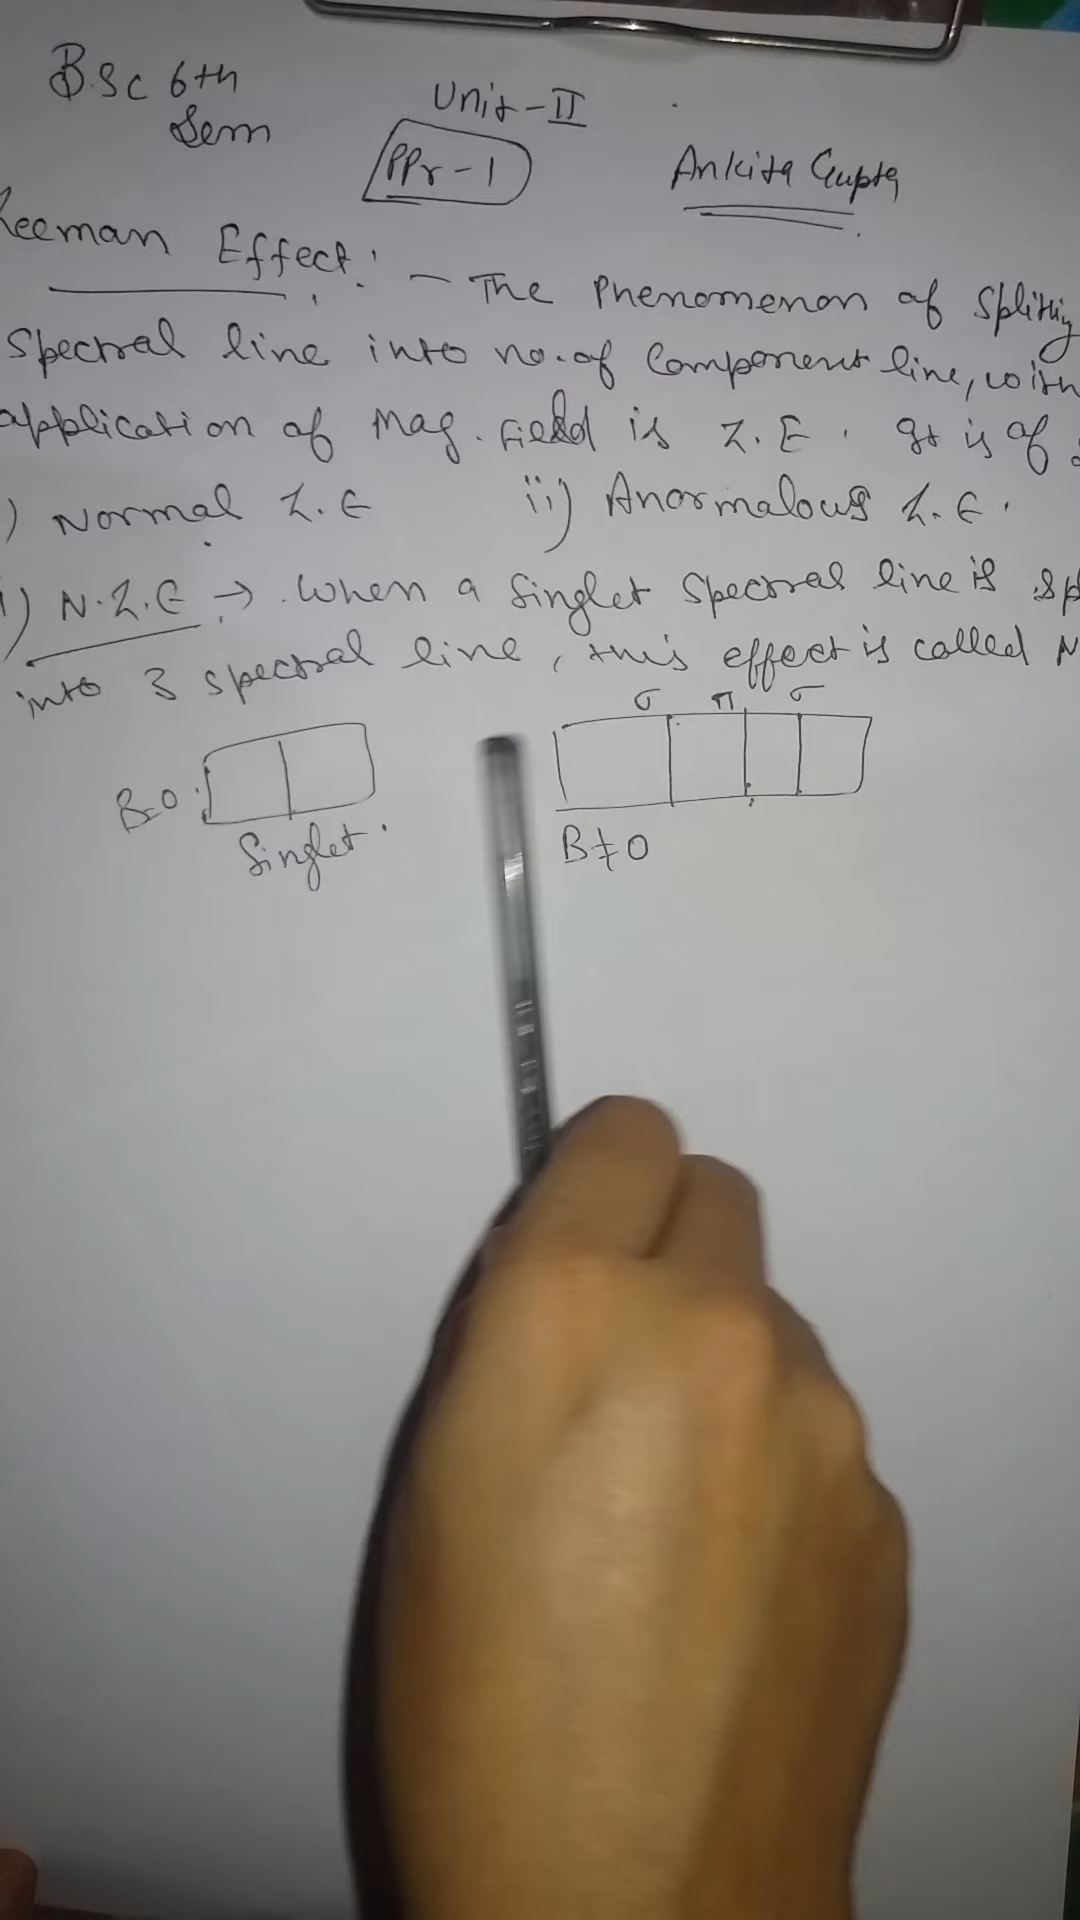 B.Sc 6th
Sem
Unit-II
PPr-1
Ankita Gupta
Zeeman Effect:- The Phenomenon of Splitting
Spectral line into no. of Component line, with
application of Mag. Field is Z.E. It is of
) Normal Z.E ii) Anormalous Z.E.
i) N.Z.E → When a Singlet Spectral line is sp
into 3 spectral line, this effect is called N
σ π σ
B=0
Singlet.
B≠0